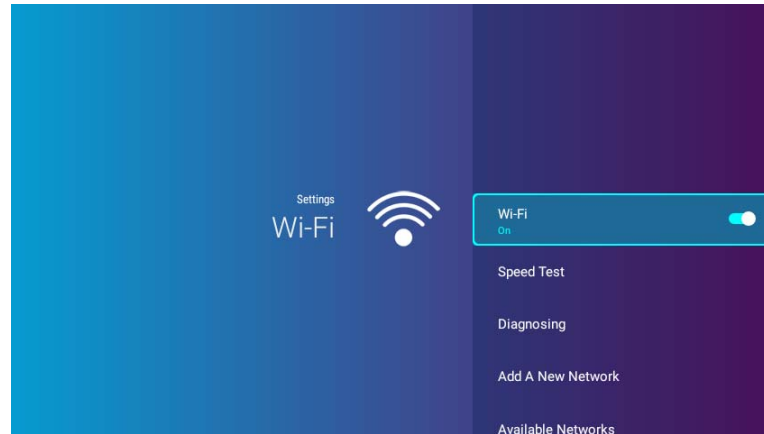 Settings
Wi-Fi
Wi-Fi
On
Speed Test
Diagnosing
Add A New Network
Available Networks